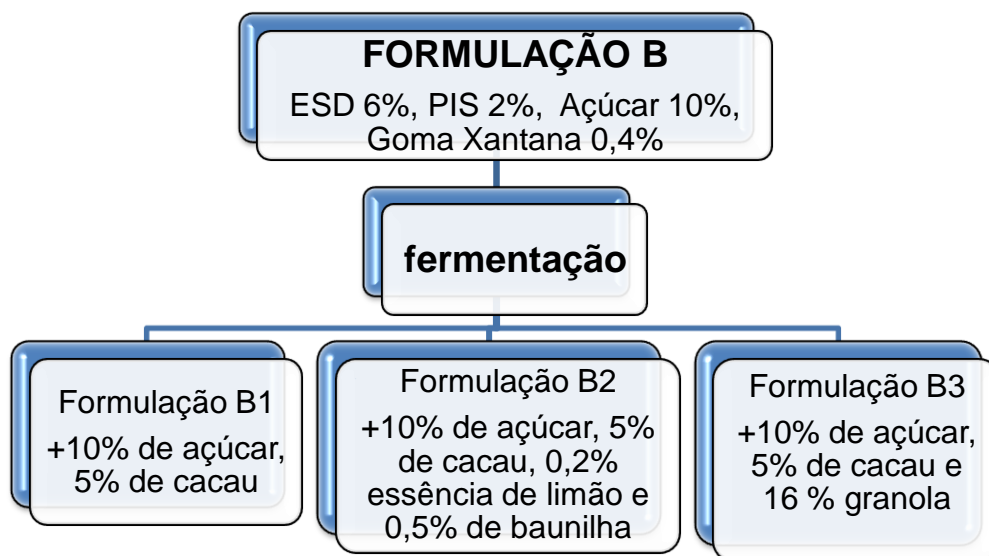 FORMULAÇÃO B
ESD 6%, PIS 2%, Açúcar 10%,
Goma Xantana 0,4%
fermentação
Formulação B1
+10% de açúcar,
5% de cacau
Formulação B2
+10% de açúcar, 5%
de cacau, 0,2%
essência de limão e
0,5% de baunilha
Formulação B3
+10% de açúcar,
5% de cacau e
16 % granola